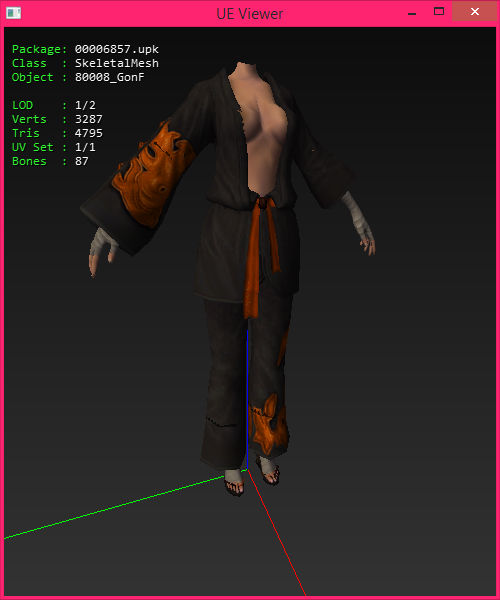 UE Viewer
Package: 00006857.upk
Class : SkeletalMesh
Object : 80008_GonF
LOD : 1/2
Verts : 3287
Tris : 4795
UV Set : 1/1
Bones : 87